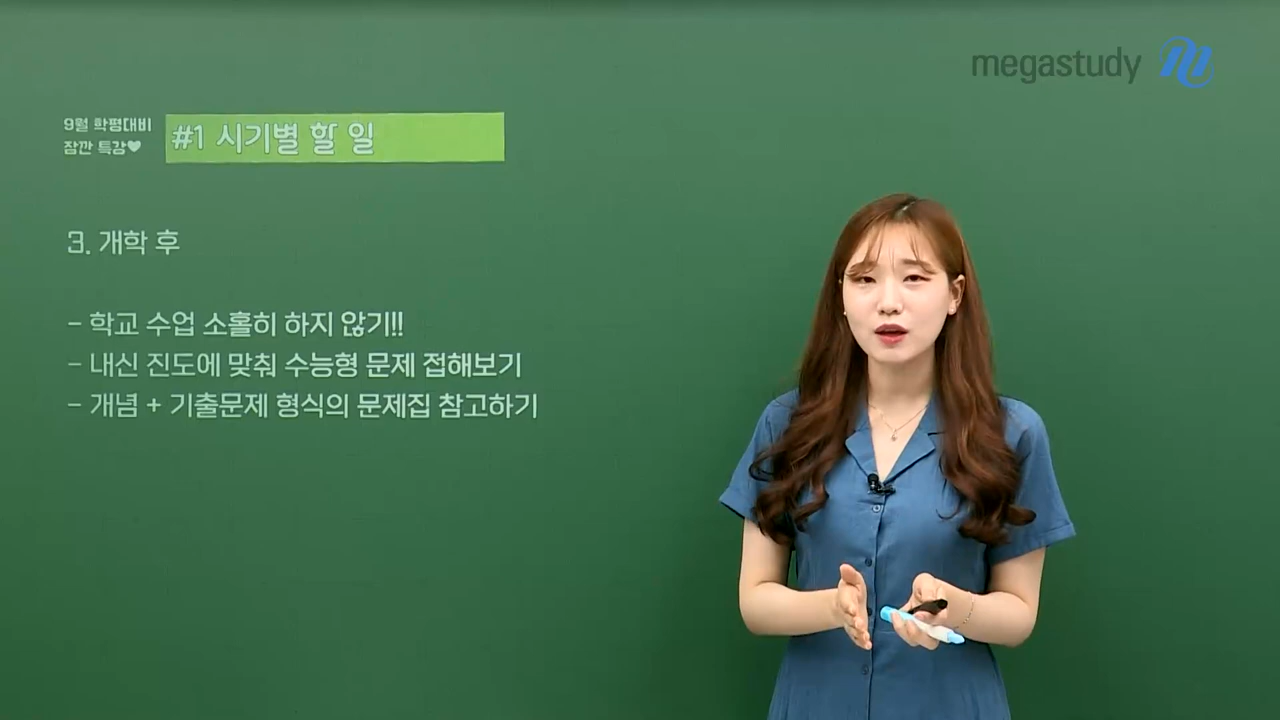 megastudy
9월 학평대비
잠깐 특강♥
#1 시기별 할 일
3. 개학 후
- 학교 수업 소홀히 하지 않기!!
- 내신 진도에 맞춰 수능형 문제 접해보기
- 개념 + 기출문제 형식의 문제집 참고하기